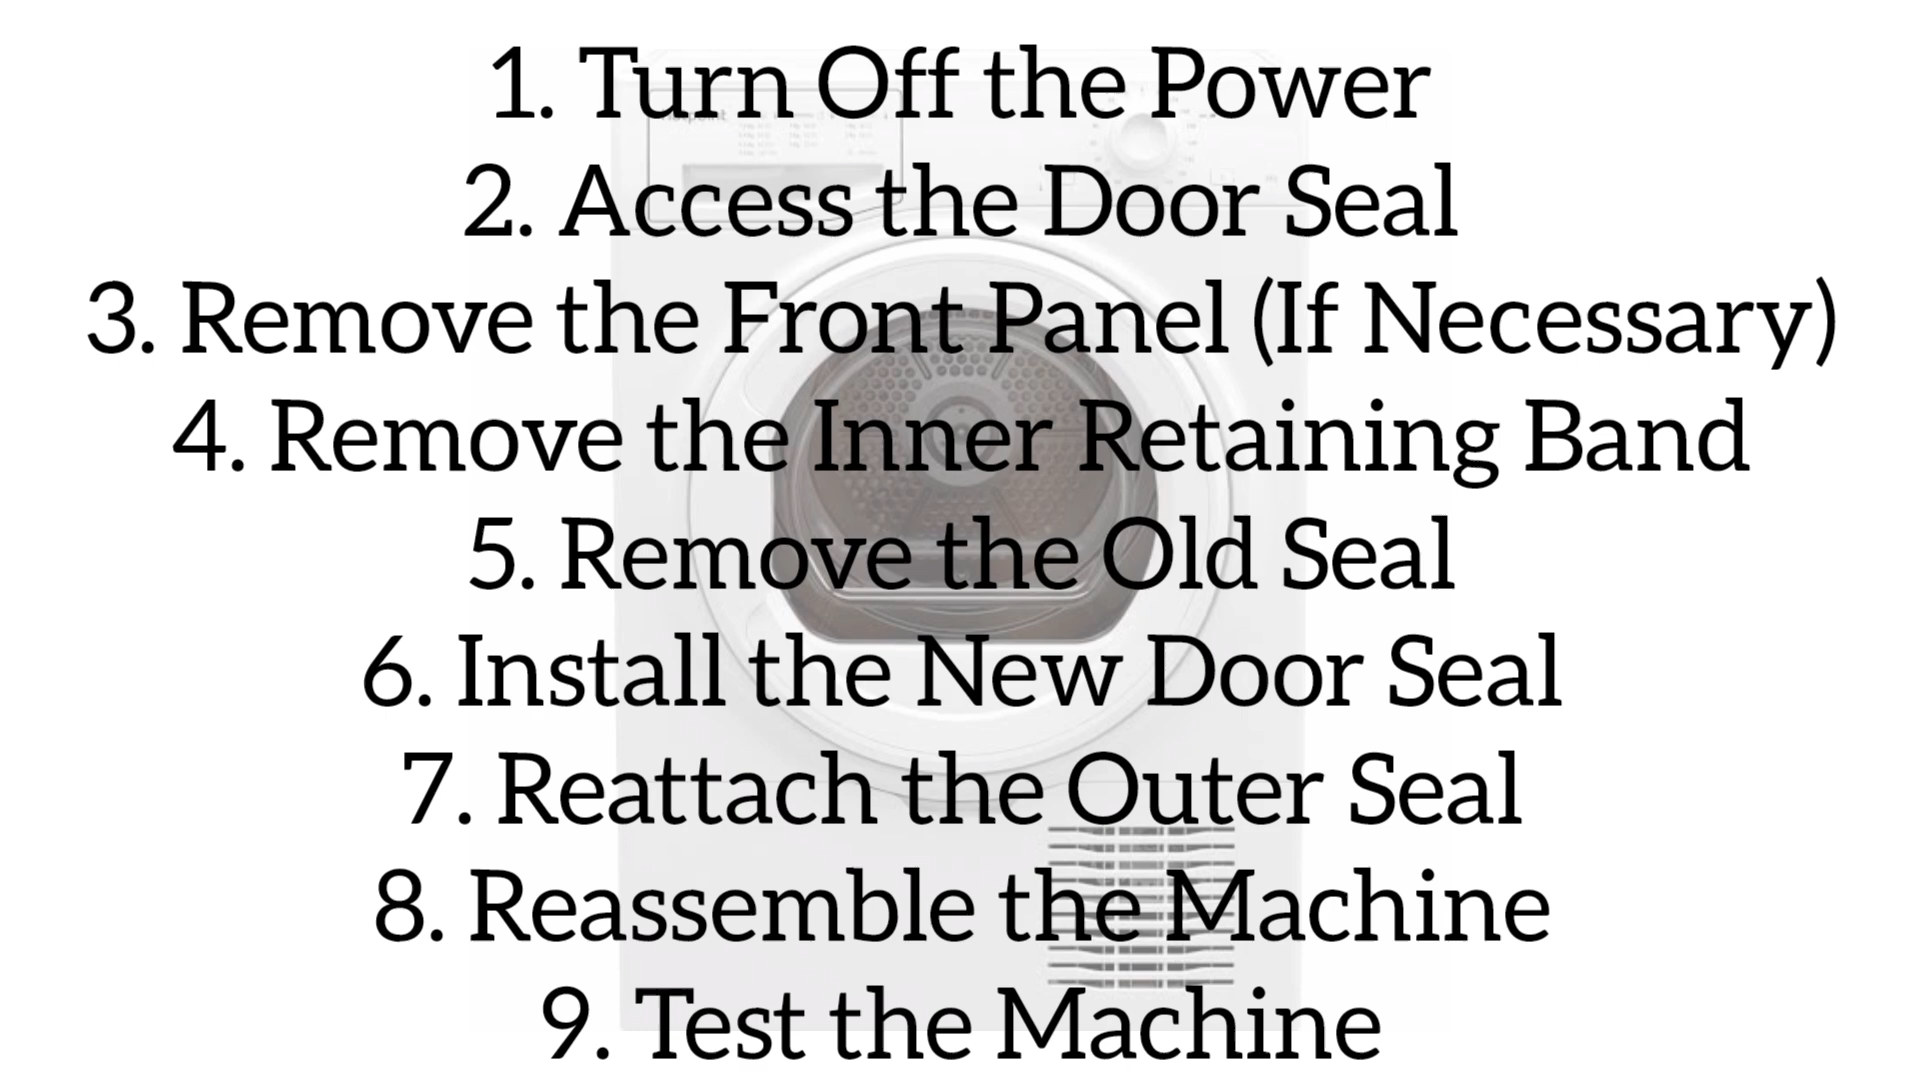 1. Turn Off the Power
2. Access the Door Seal
3. Remove the Front Panel (If Necessary)
4. Remove the Inner Retaining Band
5. Remove the Old Seal
6. Install the New Door Seal
7. Reattach the Outer Seal
8. Reassemble the Machine
9. Test the Machine